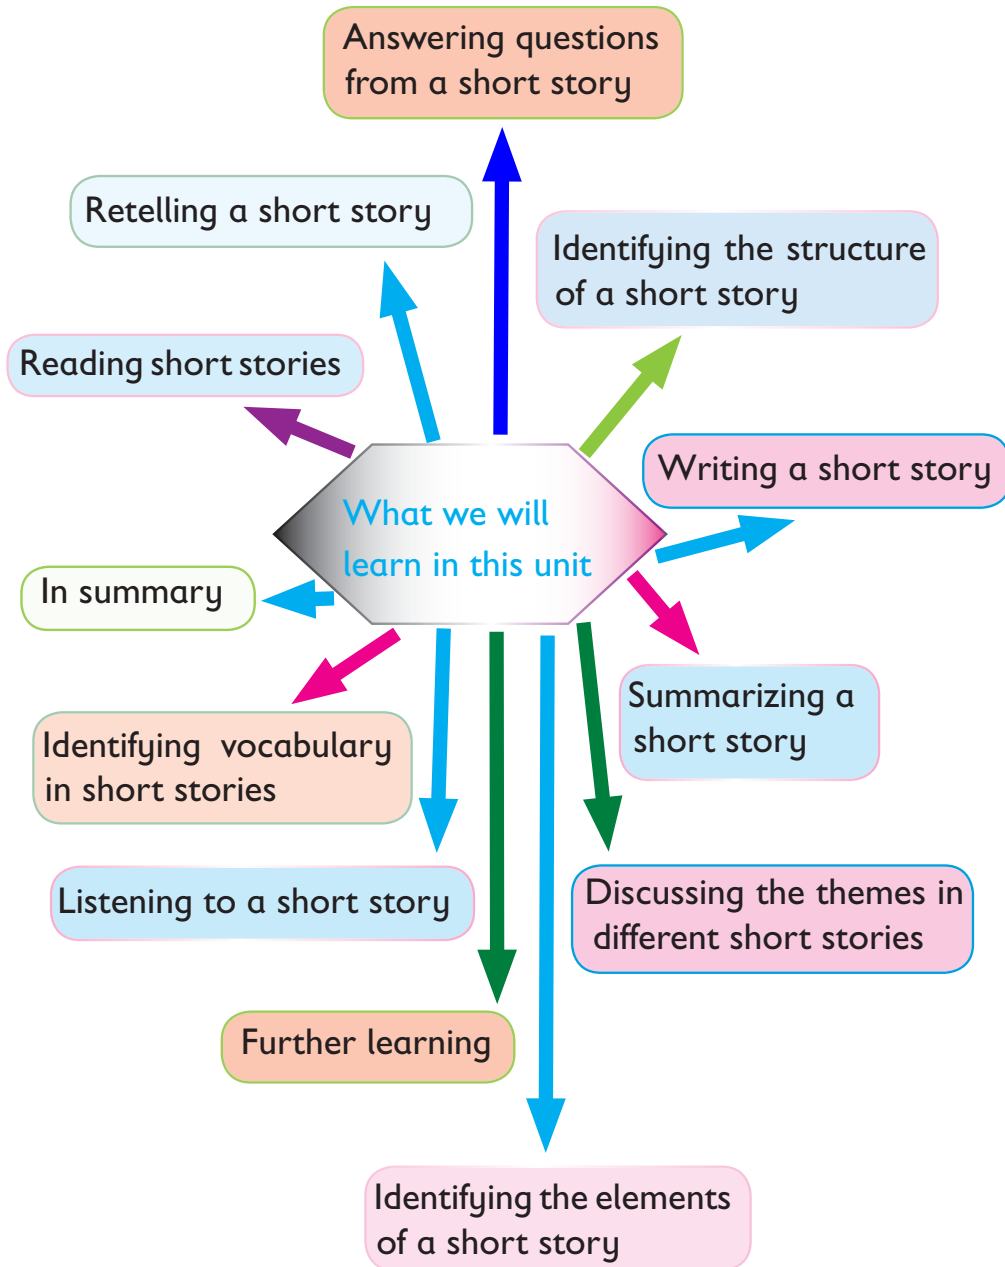 Answering questions
from a short story
Retelling a short story
Identifying the structure
of a short story
Reading short stories
Writing a short story
What we will
learn in this unit
In summary
Summarizing a
short story
Identifying vocabulary
in short stories
Listening to a short story
Discussing the themes in
different short stories
Further learning
Identifying the elements
of a short story